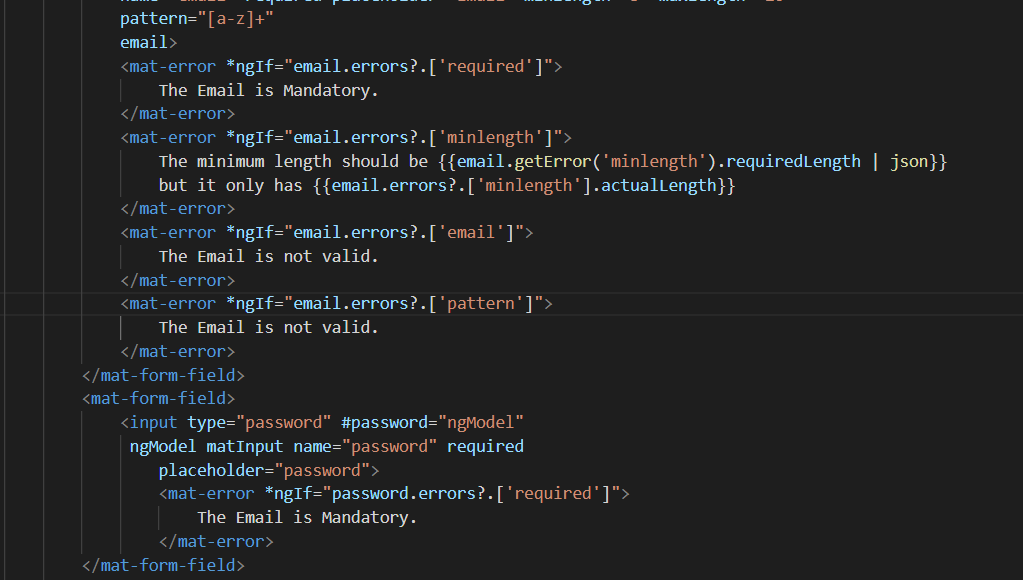 pattern="[a-z]+"
email>
<mat-error *ngIf="email.errors?.['required']">
The Email is Mandatory.
</mat-error>
<mat-error *ngIf="email.errors?.['minlength']">
The minimum length should be {{email.getError('minlength').requiredLength | json}}
but it only has {{email.errors?.['minlength'].actualLength}}
</mat-error>
<mat-error *ngIf="email.errors?.['email']">
The Email is not valid.
</mat-error>
<mat-error *ngIf="email.errors?.['pattern']">
The Email is not valid.
</mat-error>
</mat-form-field>
<mat-form-field>
<input type="password" #password="ngModel"
ngModel matInput name="password" required
placeholder="password">
<mat-error *ngIf="password.errors?.['required']">
The Email is Mandatory.
</mat-error>
</mat-form-field>